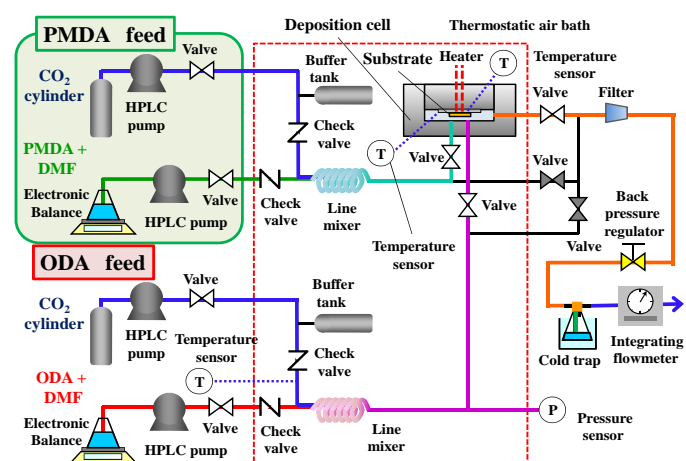 PMDA feed
Deposition cell
Thermostatic air bath
Valve
CO2
cylinder
HPLC
pump
Buffer
tank
Substrate
Heater
T
Temperature
sensor
Valve
Filter
Check
valve
PMDA +
DMF
Electronic
Balance
HPLC pump
Valve
Check
valve
Line
mixer
T
Valve
Valve
Valve
Temperature
sensor
Valve
Back
pressure
regulator
ODA feed
CO2
cylinder
Valve
HPLC
pump
Buffer
tank
Temperature
sensor
T
Check
valve
Cold trap
Integrating
flowmeter
ODA +
DMF
Electronic
Balance
HPLC pump
Valve
Check
valve
Line
mixer
P
Pressure
sensor